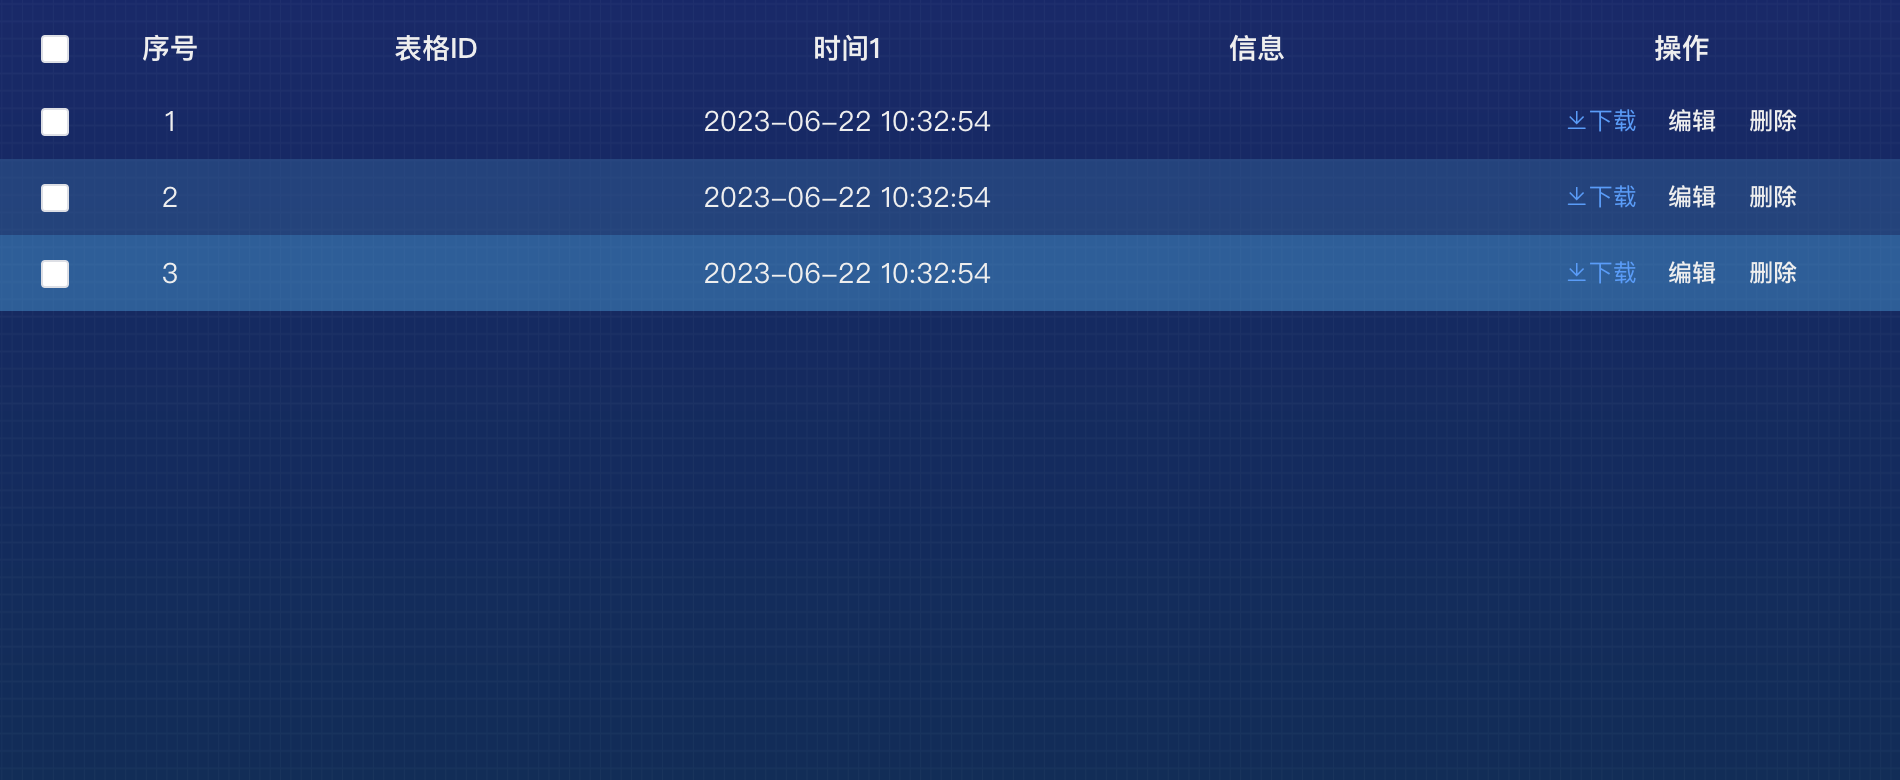 序号 表格ID 时间1 信息 操作
1 2023-06-22 10:32:54 下载 编辑 删除
2 2023-06-22 10:32:54 下载 编辑 删除
3 2023-06-22 10:32:54 下载 编辑 删除